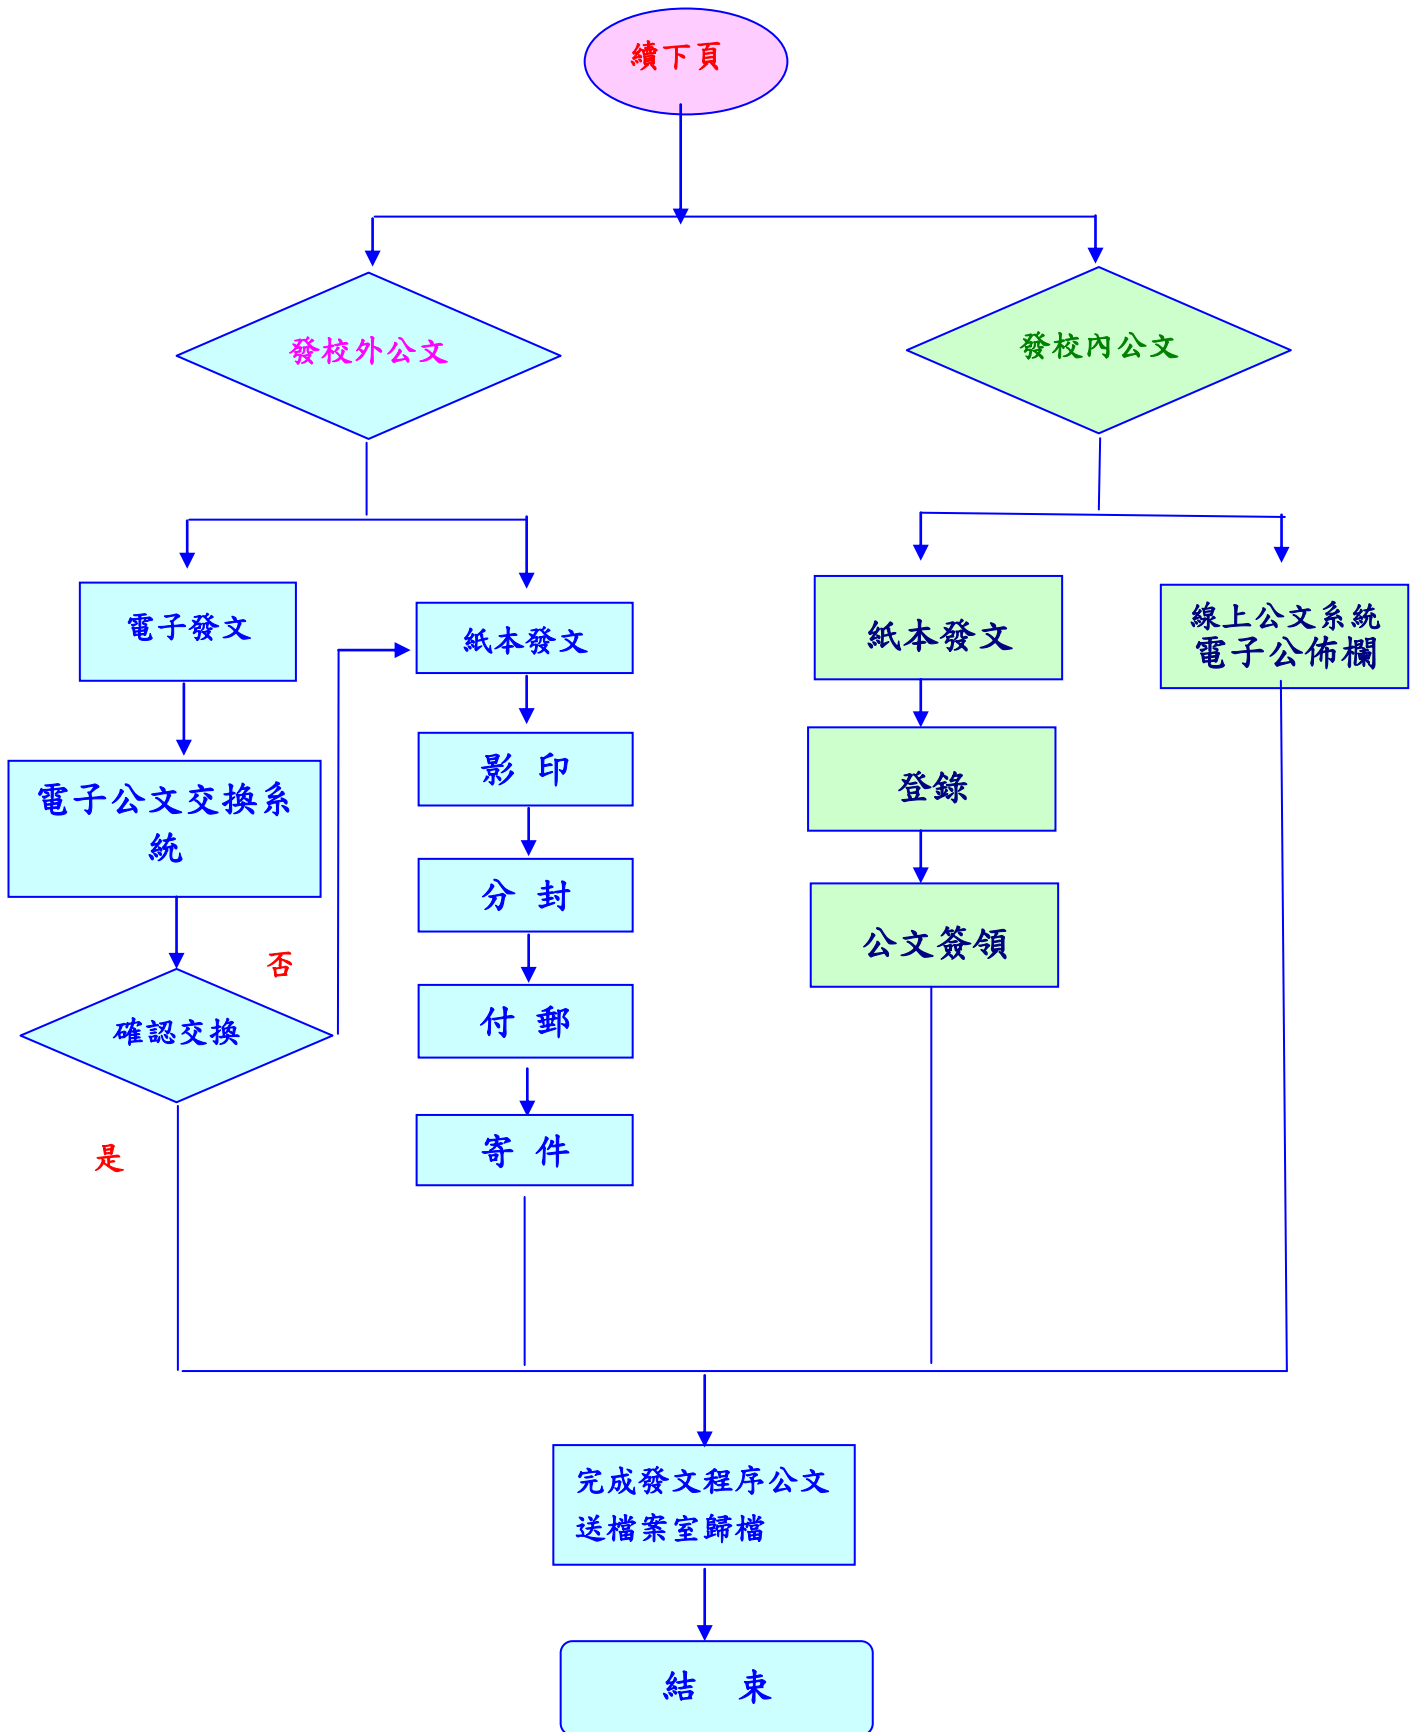 續下頁
發校外公文
發校內公文
電子發文
紙本發文
紙本發文
線上公文系統
電子公佈欄
電子公文交換系
統
影 印
登錄
分 封
公文簽領
否
確認交換
付 郵
是
寄 件
完成發文程序公文
送檔案室歸檔
結 束